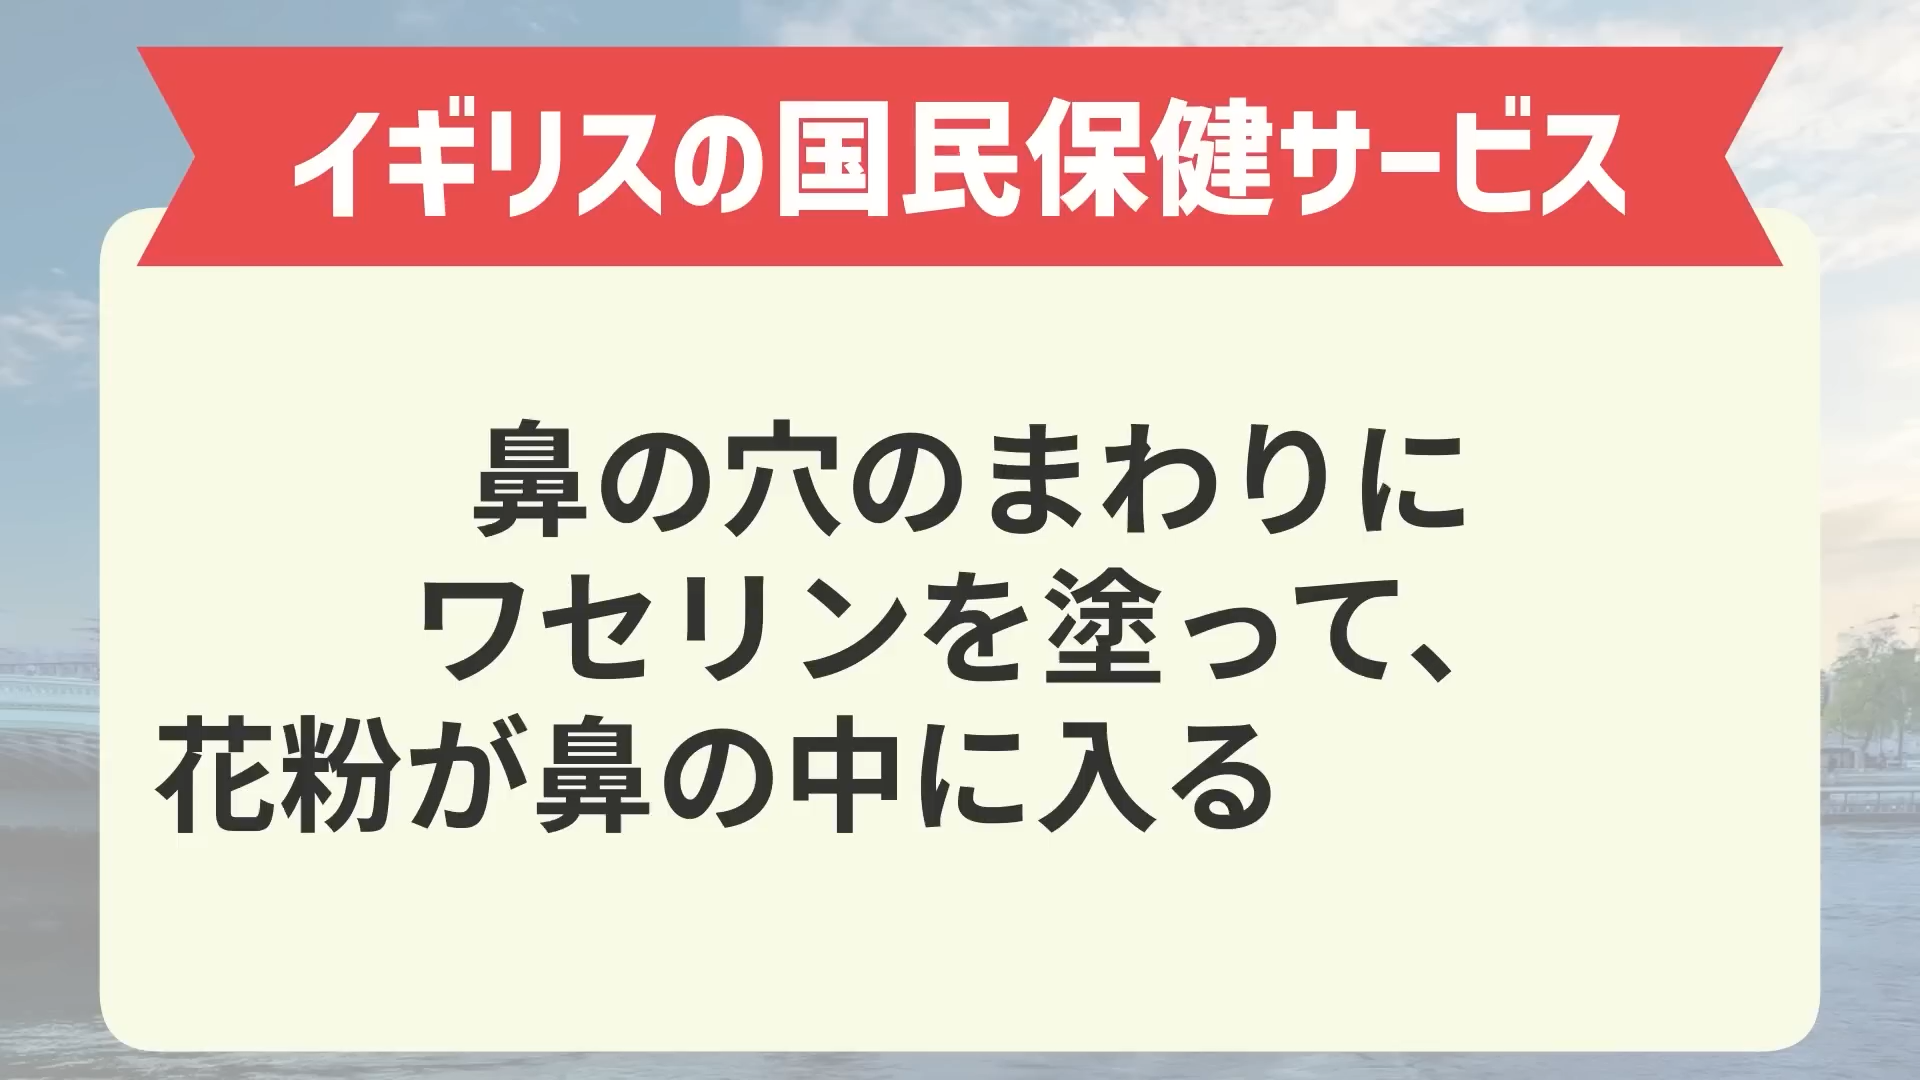 イギリスの国民保健サービス
鼻の穴のまわりに
ワセリンを塗って、
花粉が鼻の中に入る